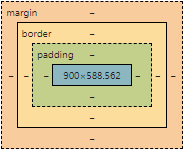 margin –
border –
padding –
– – – 900×588.562 – – –
–
–
–